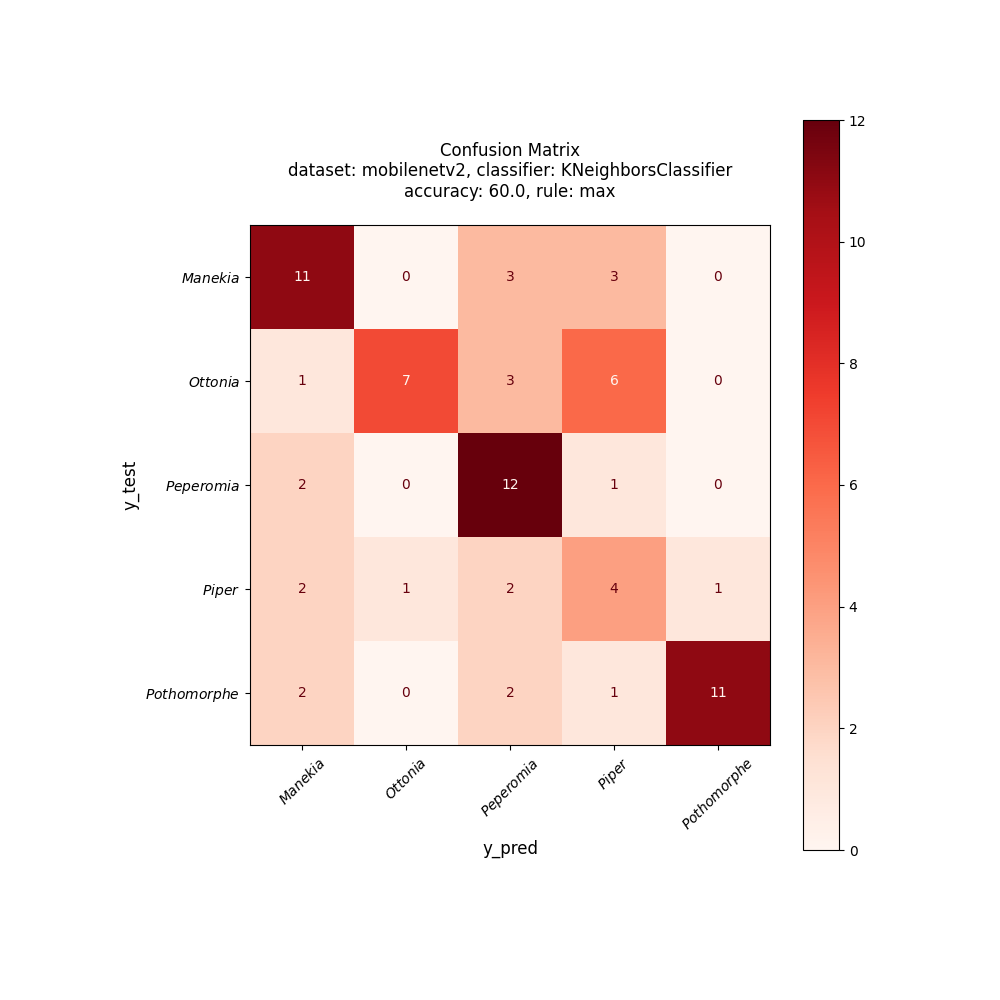 Confusion Matrix
dataset: mobilenetv2, classifier: KNeighborsClassifier
accuracy: 60.0, rule: max
Manekia 11 0 3 3 0
Ottonia 1 7 3 6 0
Peperomia 2 0 12 1 0
Piper 2 1 2 4 1
Pothomorphe 2 0 2 1 11
y_test
Manekia Ottonia Peperomia Piper Pothomorphe
y_pred
12
10
8
6
4
2
0